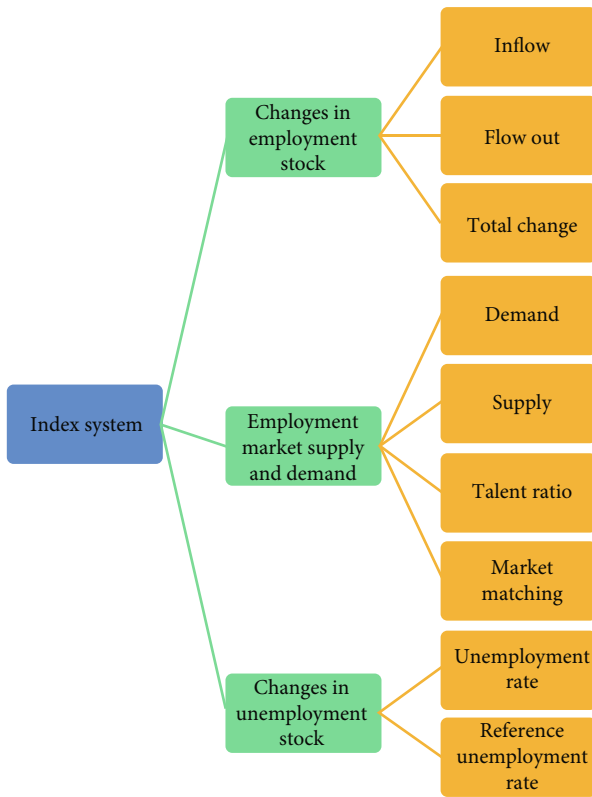 Index system
Changes in
employment
stock
Inflow
Flow out
Total change
Employment
market supply
and demand
Demand
Supply
Talent ratio
Market
matching
Changes in
unemployment
stock
Unemployment
rate
Reference
unemployment
rate